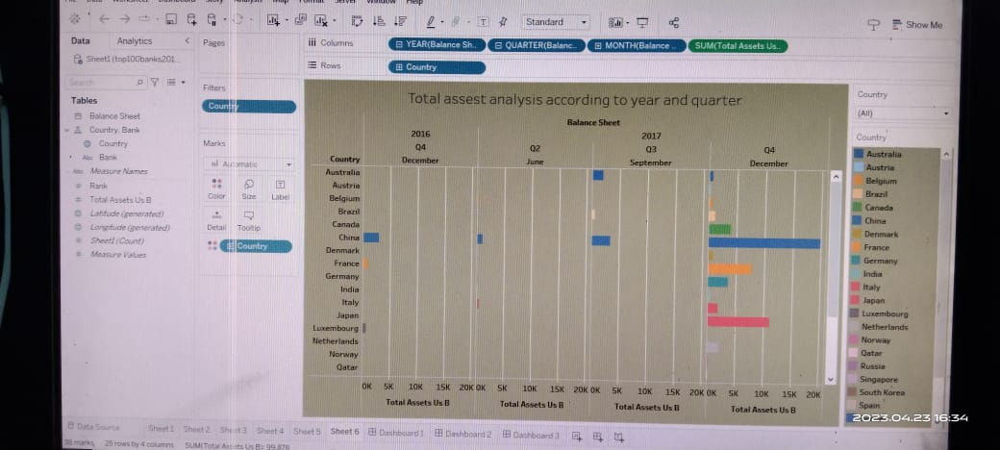 Map Format Server Window Help
Standard
Show Me
Data Analytics
Sheet1 (top100banks201...
Search
Tables
Balance Sheet
Country, Bank
Country
Abc Bank
Abc Measure Names
# Rank
# Total Assets Us B
Latitude (generated)
Longitude (generated)
# Sheet1 (Count)
# Measure Values
Pages
Filters
Country
Marks
Automatic
Color Size Label
Detail Tooltip
Country
Columns
YEAR(Balance Sh.. QUARTER(Balanc.. MONTH(Balance .. SUM(Total Assets Us..
Rows
Country
Total assest analysis according to year and quarter
Balance Sheet
2016 2017
Q4 Q2 Q3 Q4
Country December June September December
Australia
Austria
Belgium
Brazil
Canada
China
Denmark
France
Germany
India
Italy
Japan
Luxembourg
Netherlands
Norway
Qatar
0K 5K 10K 15K 20K 0K 5K 10K 15K 20K 0K 5K 10K 15K 20K 0K 5K 10K 15K 20K
Total Assets Us B Total Assets Us B Total Assets Us B Total Assets Us B
Country
(All)
Country
Australia
Austria
Belgium
Brazil
Canada
China
Denmark
France
Germany
India
Italy
Japan
Luxembourg
Netherlands
Norway
Qatar
Russia
Singapore
South Korea
Spain
2023.04.23 16:34
Data Source Sheet 1 Sheet 2 Sheet 3 Sheet 4 Sheet 5 Sheet 6 Dashboard 1 Dashboard 2 Dashboard 3
38 marks 25 rows by 4 columns SUM(Total Assets Us B): 99,876